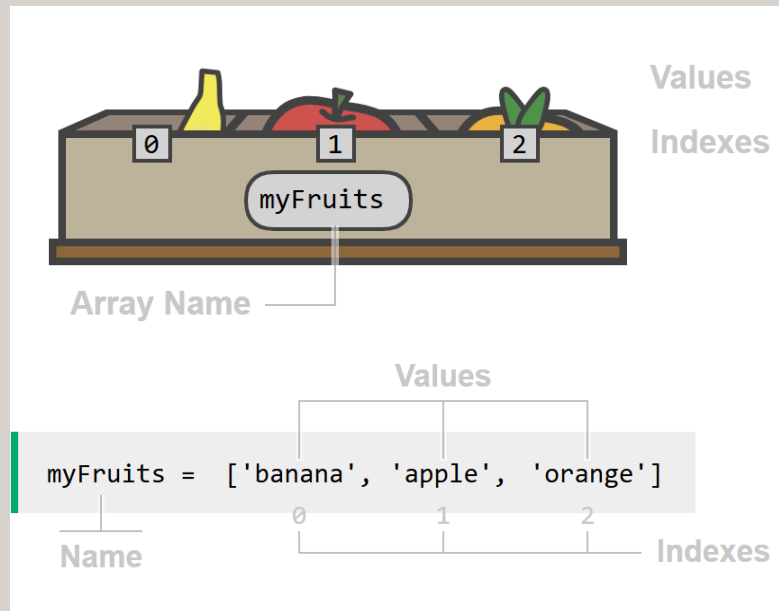 Values
0 1 2 Indexes
myFruits
Array Name
Values
myFruits = ['banana', 'apple', 'orange']
0 1 2
Name Indexes